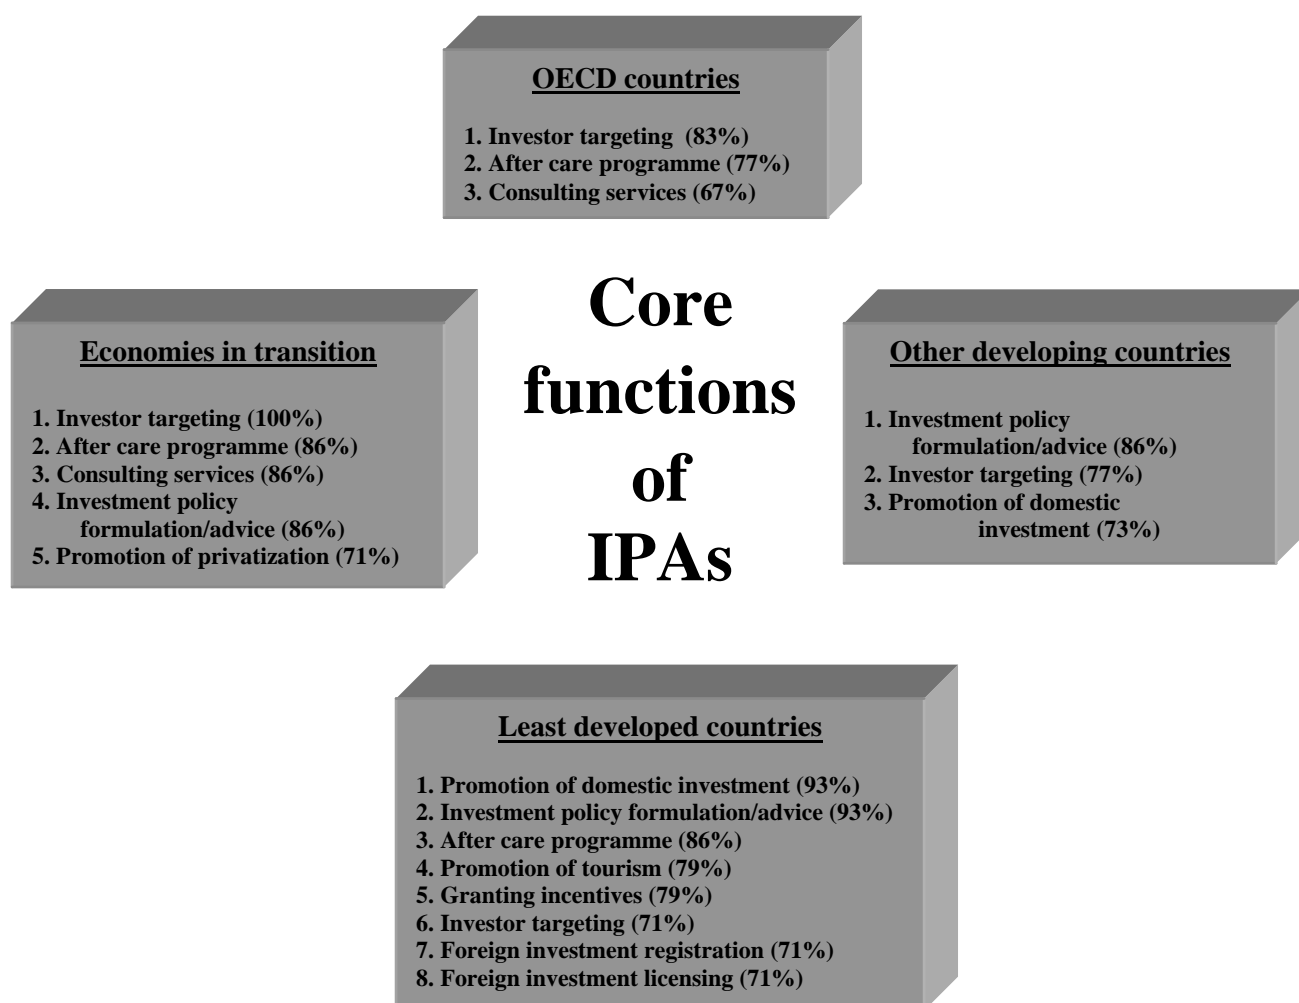 OECD countries
1. Investor targeting (83%)
2. After care programme (77%)
3. Consulting services (67%)
Core
functions
of
IPAs
Economies in transition
1. Investor targeting (100%)
2. After care programme (86%)
3. Consulting services (86%)
4. Investment policy
formulation/advice (86%)
5. Promotion of privatization (71%)
Other developing countries
1. Investment policy
formulation/advice (86%)
2. Investor targeting (77%)
3. Promotion of domestic
investment (73%)
Least developed countries
1. Promotion of domestic investment (93%)
2. Investment policy formulation/advice (93%)
3. After care programme (86%)
4. Promotion of tourism (79%)
5. Granting incentives (79%)
6. Investor targeting (71%)
7. Foreign investment registration (71%)
8. Foreign investment licensing (71%)